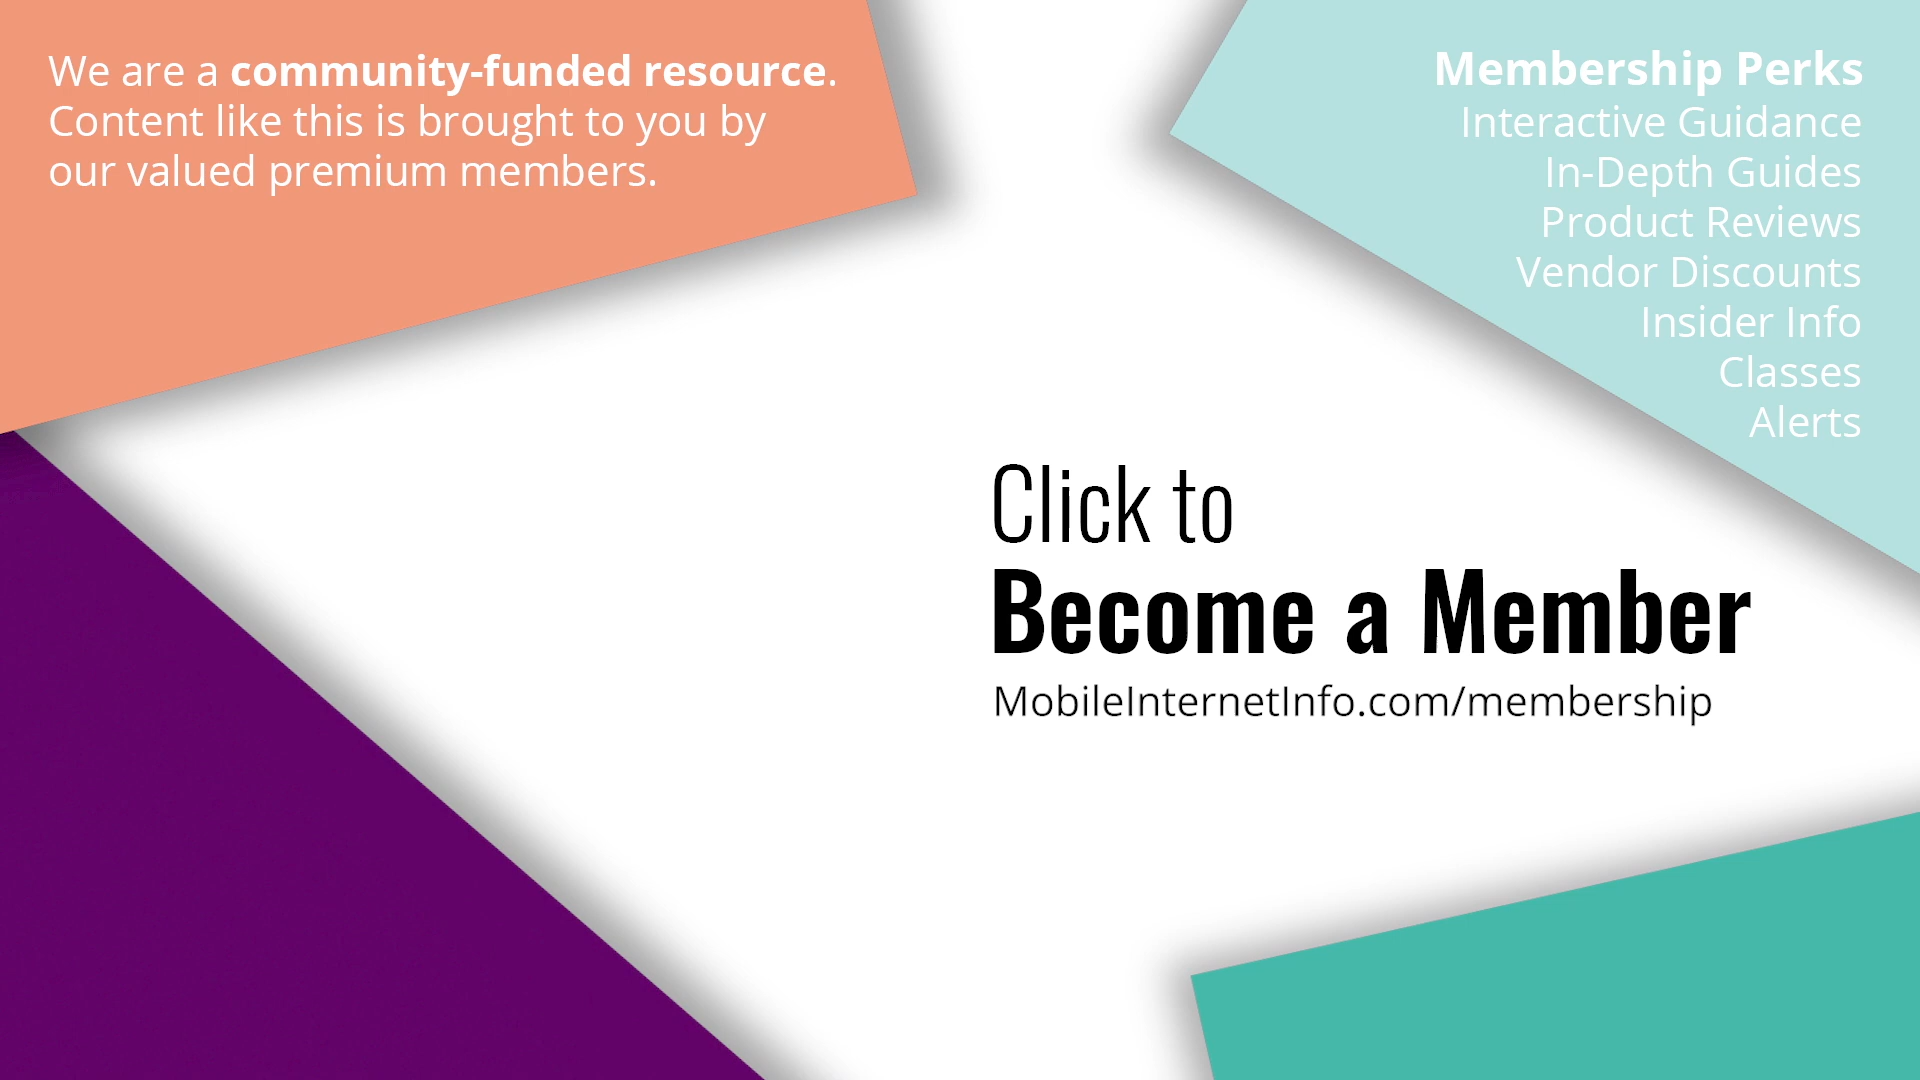 We are a community-funded resource.
Content like this is brought to you by
our valued premium members.
Membership Perks
Interactive Guidance
In-Depth Guides
Product Reviews
Vendor Discounts
Insider Info
Classes
Alerts
Click to
Become a Member
MobileInternetInfo.com/membership